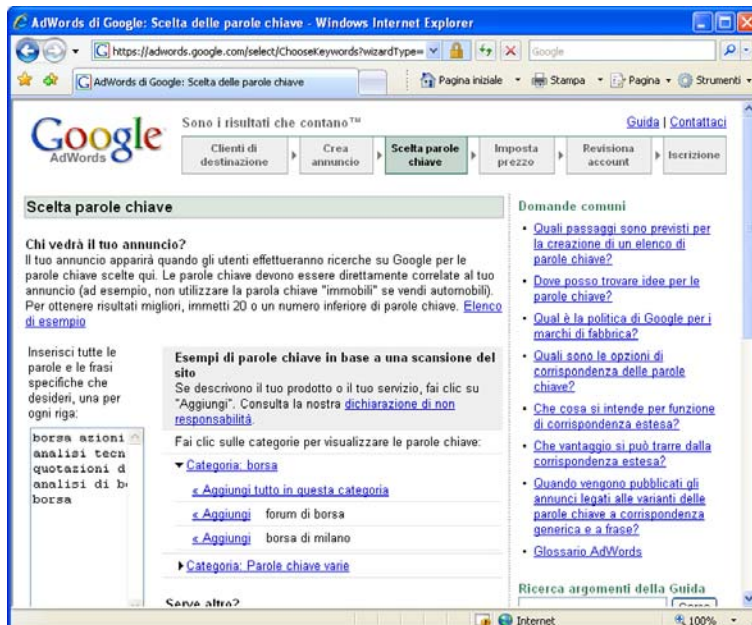 AdWords di Google: Scelta delle parole chiave - Windows Internet Explorer
https://adwords.google.com/select/ChooseKeywords?wizardType=
Google
AdWords di Google: Scelta delle parole chiave
Pagina iniziale
Stampa
Pagina
Strumenti
Google
AdWords
Sono i risultati che contano™
Guida | Contattaci
Clienti di
destinazione
Crea
annuncio
Scelta parole
chiave
Imposta
prezzo
Revisiona
account
Iscrizione
Scelta parole chiave
Chi vedrà il tuo annuncio?
Il tuo annuncio apparirà quando gli utenti effettueranno ricerche su Google per le
parole chiave scelte qui. Le parole chiave devono essere direttamente correlate al tuo
annuncio (ad esempio, non utilizzare la parola chiave "immobili" se vendi automobili).
Per ottenere risultati migliori, immetti 20 o un numero inferiore di parole chiave. Elenco
di esempio
Inserisci tutte le
parole e le frasi
specifiche che
desideri, una per
ogni riga:
borsa azioni
analisi tecn
quotazioni d
analisi di b
borsa
Esempi di parole chiave in base a una scansione del
sito
Se descrivono il tuo prodotto o il tuo servizio, fai clic su
"Aggiungi". Consulta la nostra dichiarazione di non
responsabilità.
Fai clic sulle categorie per visualizzare le parole chiave:
Categoria: borsa
« Aggiungi tutto in questa categoria
« Aggiungi forum di borsa
« Aggiungi borsa di milano
Categoria: Parole chiave varie
Serve altro?
Domande comuni
Quali passaggi sono previsti per
la creazione di un elenco di
parole chiave?
Dove posso trovare idee per le
parole chiave?
Qual è la politica di Google per i
marchi di fabbrica?
Quali sono le opzioni di
corrispondenza delle parole
chiave?
Che cosa si intende per funzione
di corrispondenza estesa?
Che vantaggio si può trarre dalla
corrispondenza estesa?
Quando vengono pubblicati gli
annunci legati alle varianti delle
parole chiave a corrispondenza
generica e a frase?
Glossario AdWords
Ricerca argomenti della Guida
Cerca
Internet
100%